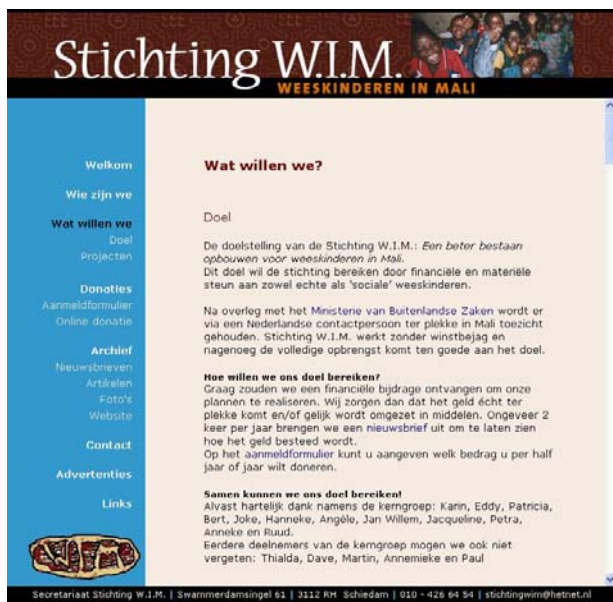 Stichting W.I.M.
WEESKINDEREN IN MALI
Welkom
Wie zijn we
Wat willen we
Doel
Projecten
Donaties
Aanmeldformulier
Online donatie
Archief
Nieuwsbrieven
Artikelen
Foto's
Website
Contact
Advertenties
Links
WIM
Wat willen we?
Doel
De doelstelling van de Stichting W.I.M.: Een beter bestaan
opbouwen voor weeskinderen in Mali.
Dit doel wil de stichting bereiken door financiële en materiële
steun aan zowel echte als 'sociale' weeskinderen.
Na overleg met het Ministerie van Buitenlandse Zaken wordt er
via een Nederlandse contactpersoon ter plekke in Mali toezicht
gehouden. Stichting W.I.M. werkt zonder winstbejag en
nagenoeg de volledige opbrengst komt ten goede aan het doel.
Hoe willen we ons doel bereiken?
Graag zouden we een financiële bijdrage ontvangen om onze
plannen te realiseren. Wij zorgen dan dat het geld écht ter
plekke komt en/of gelijk wordt omgezet in middelen. Ongeveer 2
keer per jaar brengen we een nieuwsbrief uit om te laten zien
hoe het geld besteed wordt.
Op het aanmeldformulier kunt u aangeven welk bedrag u per half
jaar of jaar wilt doneren.
Samen kunnen we ons doel bereiken!
Alvast hartelijk dank namens de kerngroep: Karin, Eddy, Patricia,
Bert, Joke, Hanneke, Angèle, Jan Willem, Jacqueline, Petra,
Anneke en Ruud.
Eerdere deelnemers van de kerngroep mogen we ook niet
vergeten: Thialda, Dave, Martin, Annemieke en Paul
Secretariaat Stichting W.I.M. | Swammerdamsingel 61 | 3112 RH Schiedam | 010 - 426 64 54 | stichtingwim@hetnet.nl